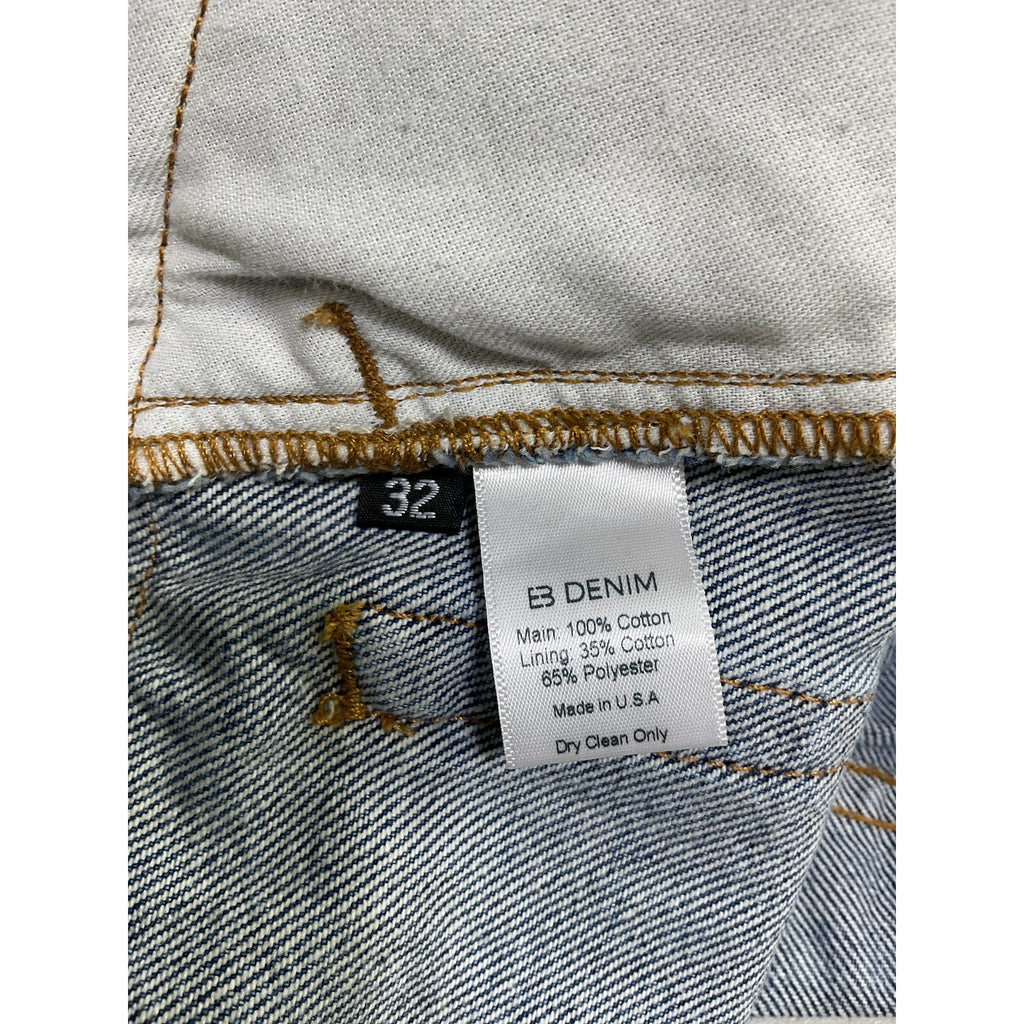 32
EB DENIM
Main: 100% Cotton
Lining: 35% Cotton
65% Polyester
Made in U.S.A
Dry Clean Only